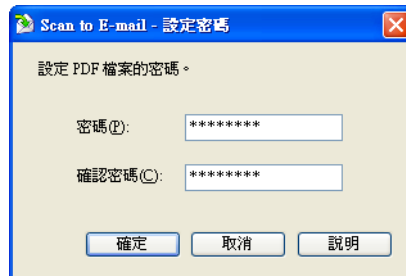 Scan to E-mail - 設定密碼
設定 PDF 檔案的密碼。
密碼(P): ********
確認密碼(C): ********
確定 取消 說明